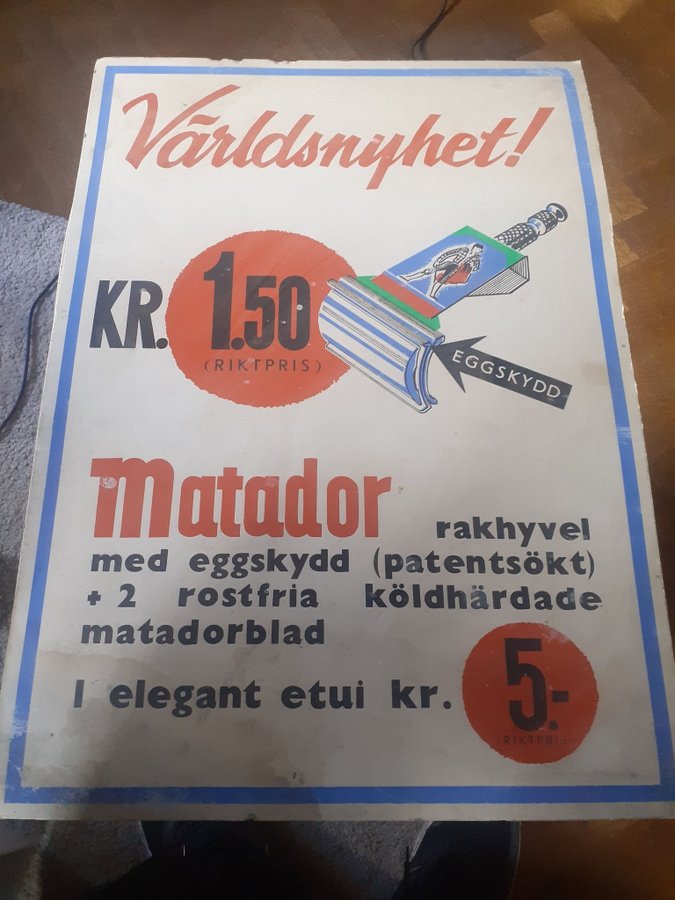 Världsnyhet!
KR. 1.50
(RIKTPRIS)
EGGSKYDD
Matador rakhyvel
med eggskydd (patentsökt)
+ 2 rostfria köldhärdade
matadorblad
I elegant etui kr. 5.-
(RIKTPRIS)